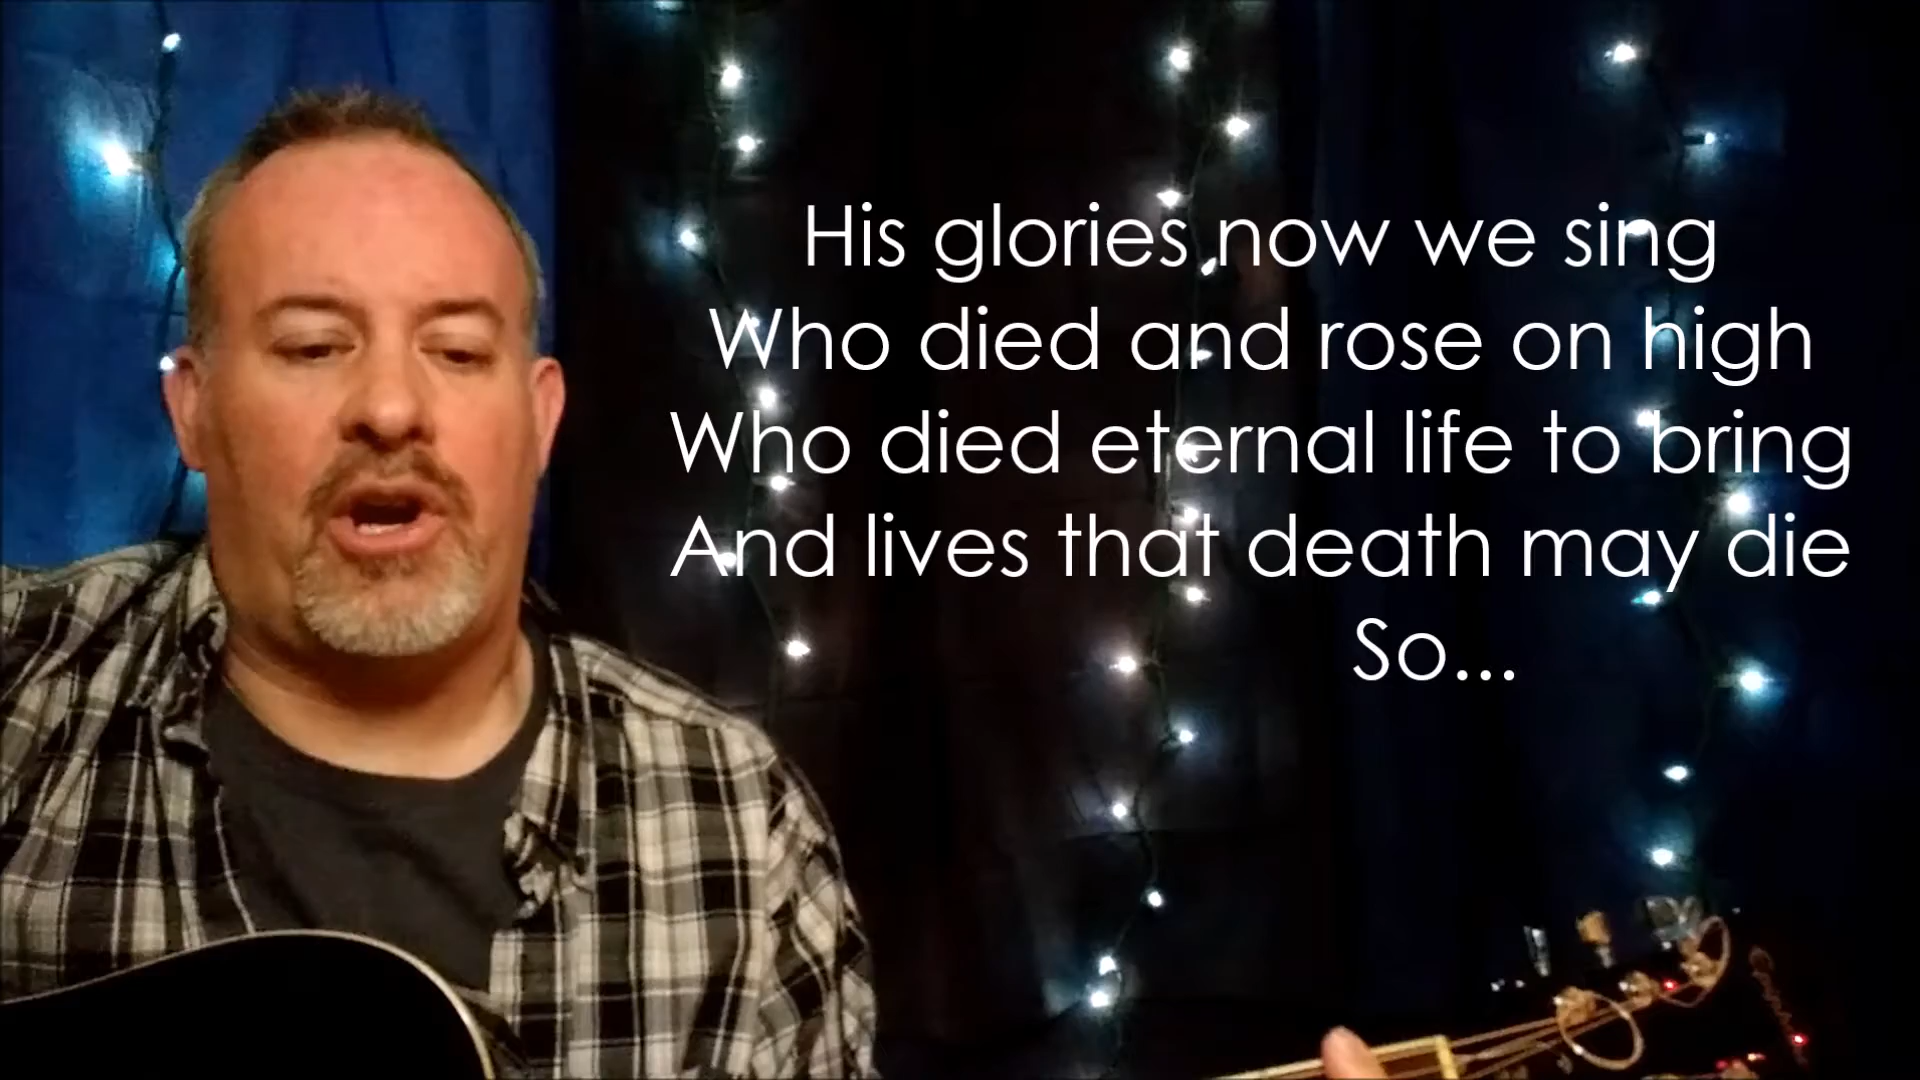 His glories now we sing
Who died and rose on high
Who died eternal life to bring
And lives that death may die
So...